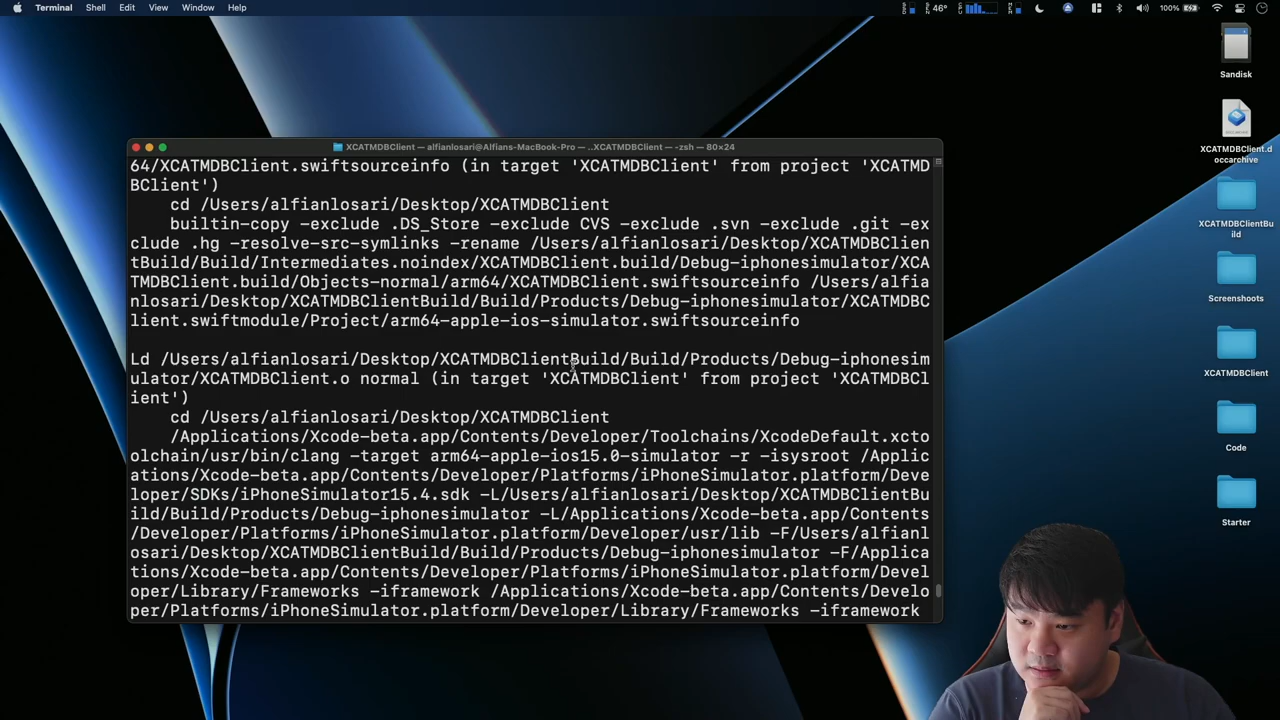 Terminal Shell Edit View Window Help
46° 100%
Sandisk
XCATMDBClient.d
occarchive
XCATMDBClientBu
ild
Screenshoots
XCATMDBClient
Code
Starter
XCATMDBClient — alfianlosari@Alfians-MacBook-Pro — ..XCATMDBClient — -zsh — 80×24
64/XCATMDBClient.swiftsourceinfo (in target 'XCATMDBClient' from project 'XCATMD
BClient')
    cd /Users/alfianlosari/Desktop/XCATMDBClient
    builtin-copy -exclude .DS_Store -exclude CVS -exclude .svn -exclude .git -ex
clude .hg -resolve-src-symlinks -rename /Users/alfianlosari/Desktop/XCATMDBClien
tBuild/Build/Intermediates.noindex/XCATMDBClient.build/Debug-iphonesimulator/XCA
TMDBClient.build/Objects-normal/arm64/XCATMDBClient.swiftsourceinfo /Users/alfia
nlosari/Desktop/XCATMDBClientBuild/Build/Products/Debug-iphonesimulator/XCATMDBC
lient.swiftmodule/Project/arm64-apple-ios-simulator.swiftsourceinfo
Ld /Users/alfianlosari/Desktop/XCATMDBClientBuild/Build/Products/Debug-iphonesim
ulator/XCATMDBClient.o normal (in target 'XCATMDBClient' from project 'XCATMDBCl
ient')
    cd /Users/alfianlosari/Desktop/XCATMDBClient
    /Applications/Xcode-beta.app/Contents/Developer/Toolchains/XcodeDefault.xcto
olchain/usr/bin/clang -target arm64-apple-ios15.0-simulator -r -isysroot /Applic
ations/Xcode-beta.app/Contents/Developer/Platforms/iPhoneSimulator.platform/Deve
loper/SDKs/iPhoneSimulator15.4.sdk -L/Users/alfianlosari/Desktop/XCATMDBClientBu
ild/Build/Products/Debug-iphonesimulator -L/Applications/Xcode-beta.app/Contents
/Developer/Platforms/iPhoneSimulator.platform/Developer/usr/lib -F/Users/alfianl
osari/Desktop/XCATMDBClientBuild/Build/Products/Debug-iphonesimulator -F/Applica
tions/Xcode-beta.app/Contents/Developer/Platforms/iPhoneSimulator.platform/Devel
oper/Library/Frameworks -iframework /Applications/Xcode-beta.app/Contents/Develo
per/Platforms/iPhoneSimulator.platform/Developer/Library/Frameworks -iframework